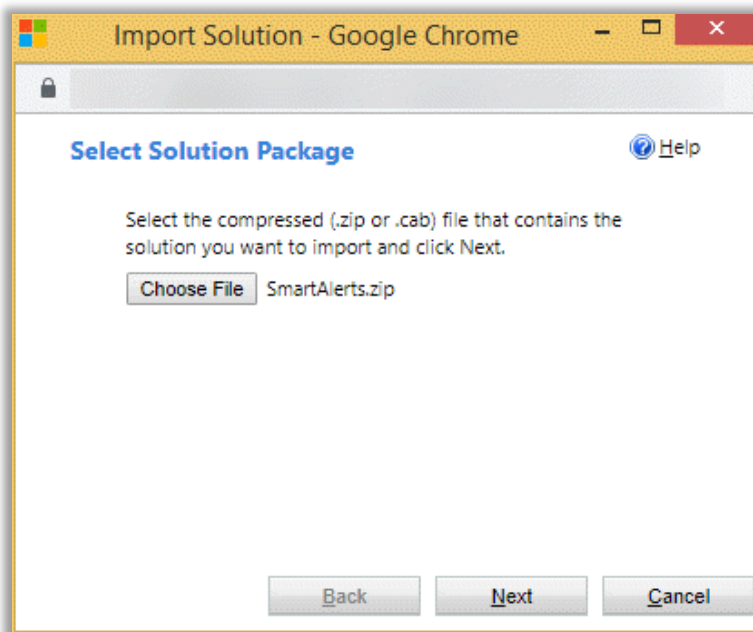 Import Solution - Google Chrome
Select Solution Package
Help
Select the compressed (.zip or .cab) file that contains the
solution you want to import and click Next.
Choose File SmartAlerts.zip
Back Next Cancel